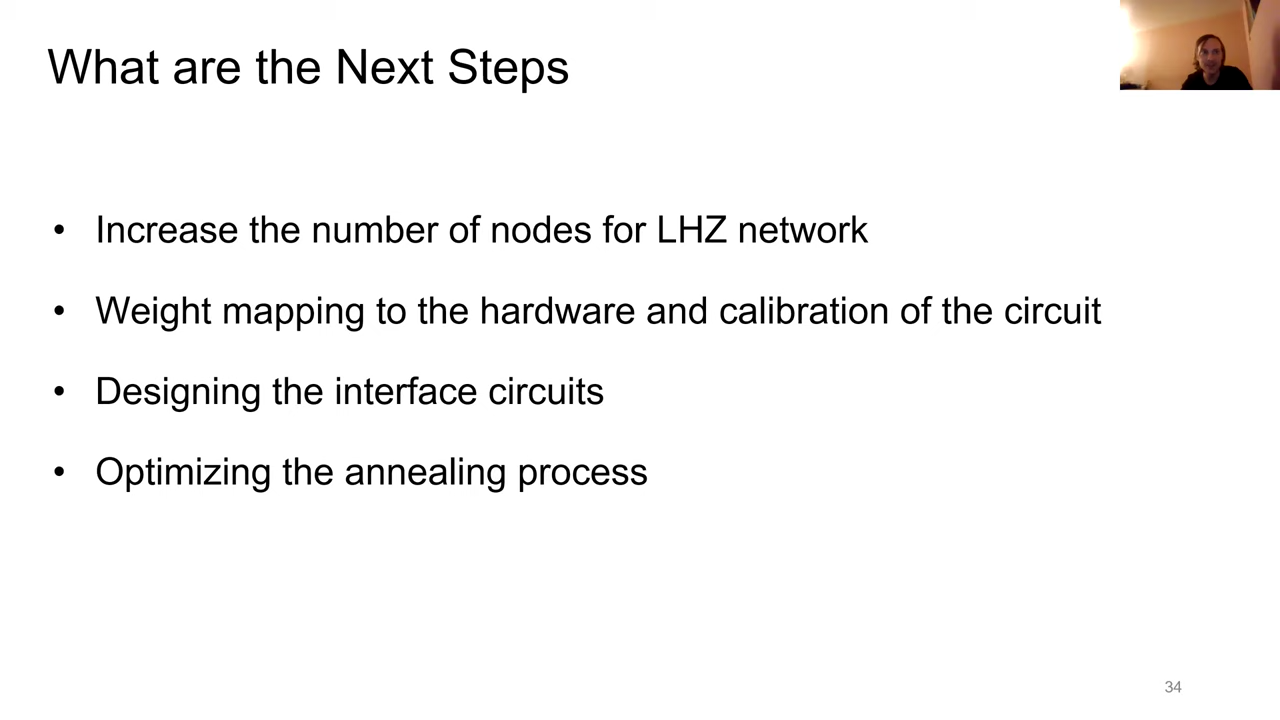 What are the Next Steps
• Increase the number of nodes for LHZ network
• Weight mapping to the hardware and calibration of the circuit
• Designing the interface circuits
• Optimizing the annealing process
34